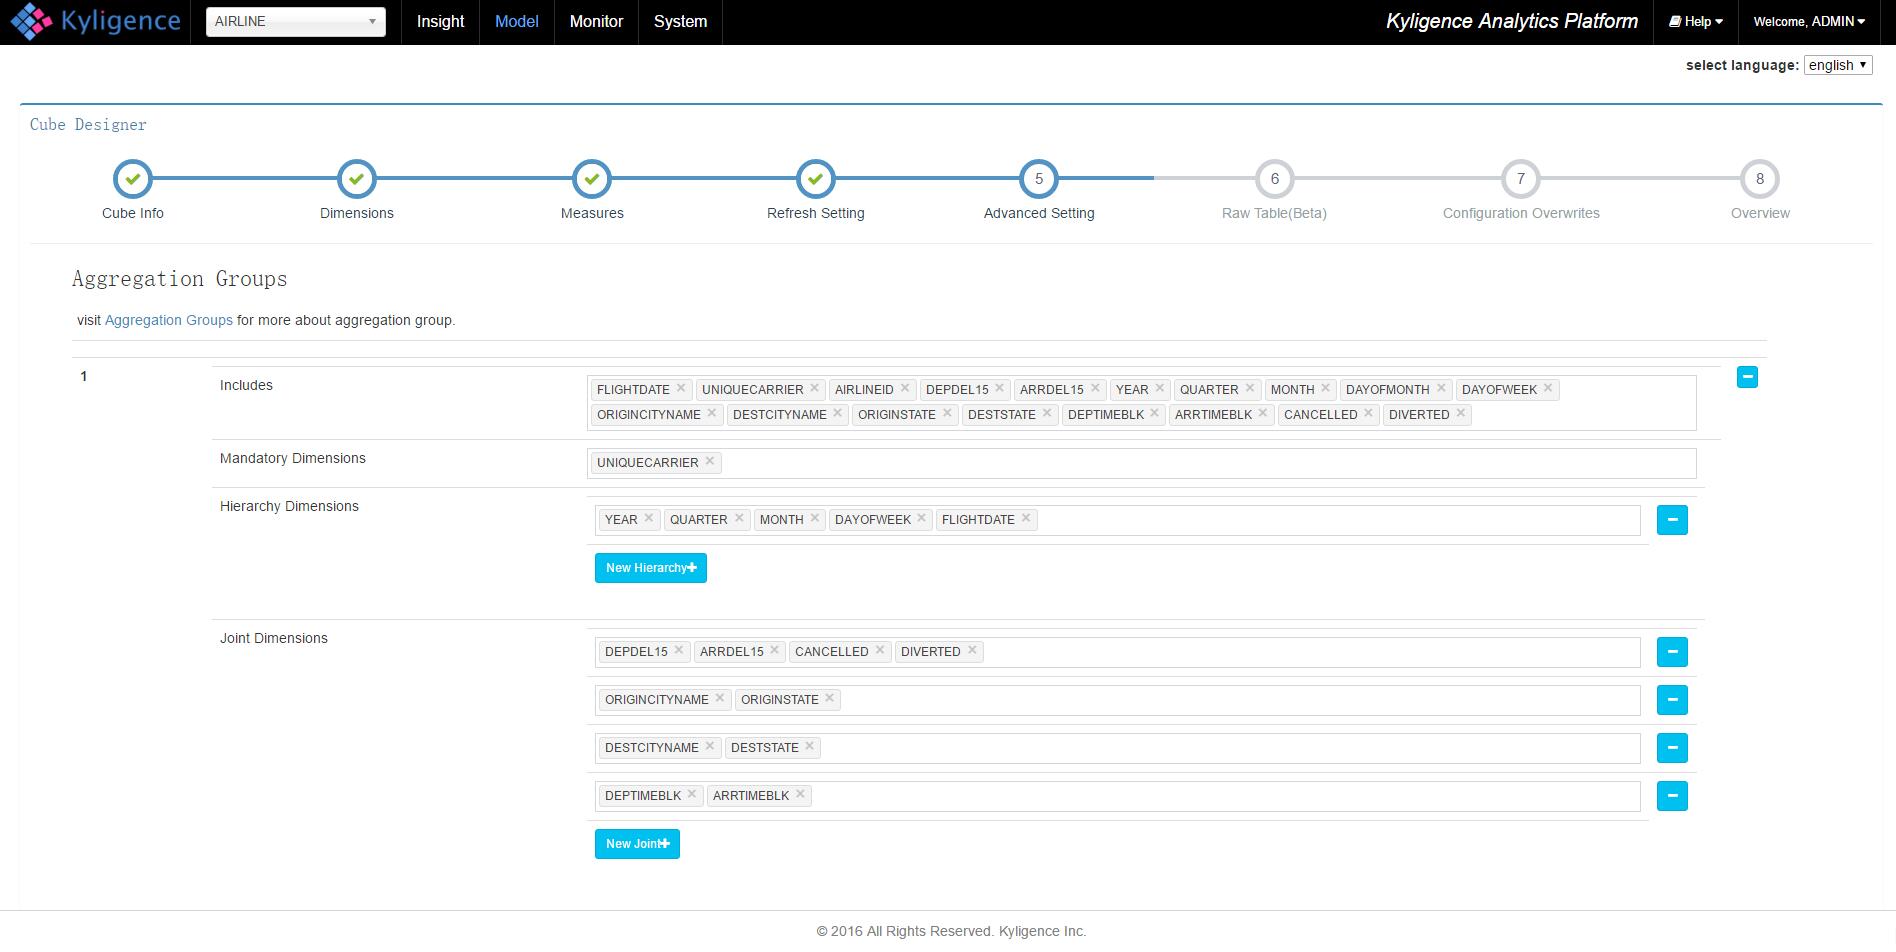 Kyligence AIRLINE Insight Model Monitor System Kyligence Analytics Platform Help Welcome, ADMIN
select language: english
Cube Designer
5 6 7 8
Cube Info Dimensions Measures Refresh Setting Advanced Setting Raw Table(Beta) Configuration Overwrites Overview
Aggregation Groups
visit Aggregation Groups for more about aggregation group.
1 Includes FLIGHTDATE UNIQUECARRIER AIRLINEID DEPDEL15 ARRDEL15 YEAR QUARTER MONTH DAYOFMONTH DAYOFWEEK
ORIGINCITYNAME DESTCITYNAME ORIGINSTATE DESTSTATE DEPTIMEBLK ARRTIMEBLK CANCELLED DIVERTED
Mandatory Dimensions UNIQUECARRIER
Hierarchy Dimensions YEAR QUARTER MONTH DAYOFWEEK FLIGHTDATE
New Hierarchy+
Joint Dimensions DEPDEL15 ARRDEL15 CANCELLED DIVERTED
ORIGINCITYNAME ORIGINSTATE
DESTCITYNAME DESTSTATE
DEPTIMEBLK ARRTIMEBLK
New Joint+
© 2016 All Rights Reserved. Kyligence Inc.